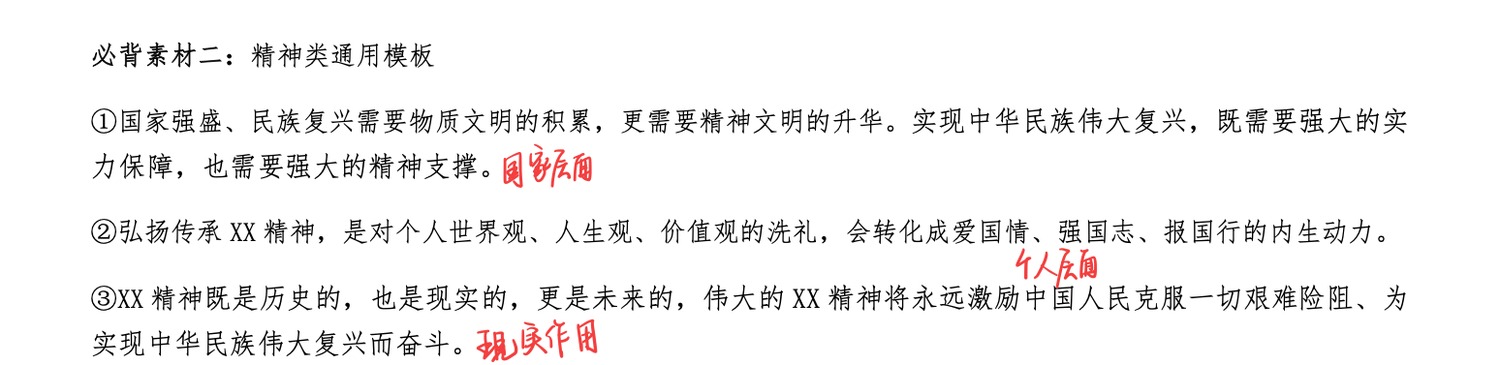 必背素材二：精神类通用模板
①国家强盛、民族复兴需要物质文明的积累，更需要精神文明的升华。实现中华民族伟大复兴，既需要强大的实
力保障，也需要强大的精神支撑。国家层面
②弘扬传承 XX 精神，是对个人世界观、人生观、价值观的洗礼，会转化成爱国情、强国志、报国行的内生动力。
个人层面
③XX 精神既是历史的，也是现实的，更是未来的，伟大的 XX 精神将永远激励中国人民克服一切艰难险阻、为
实现中华民族伟大复兴而奋斗。现实作用